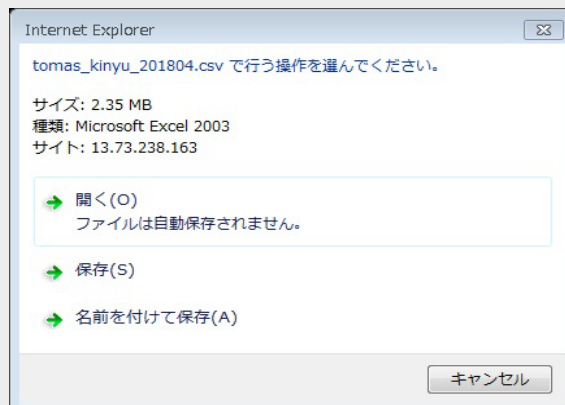 Internet Explorer
tomas_kinyu_201804.csv で行う操作を選んでください。
サイズ: 2.35 MB
種類: Microsoft Excel 2003
サイト: 13.73.238.163
開く(O)
ファイルは自動保存されません。
保存(S)
名前を付けて保存(A)
キャンセル